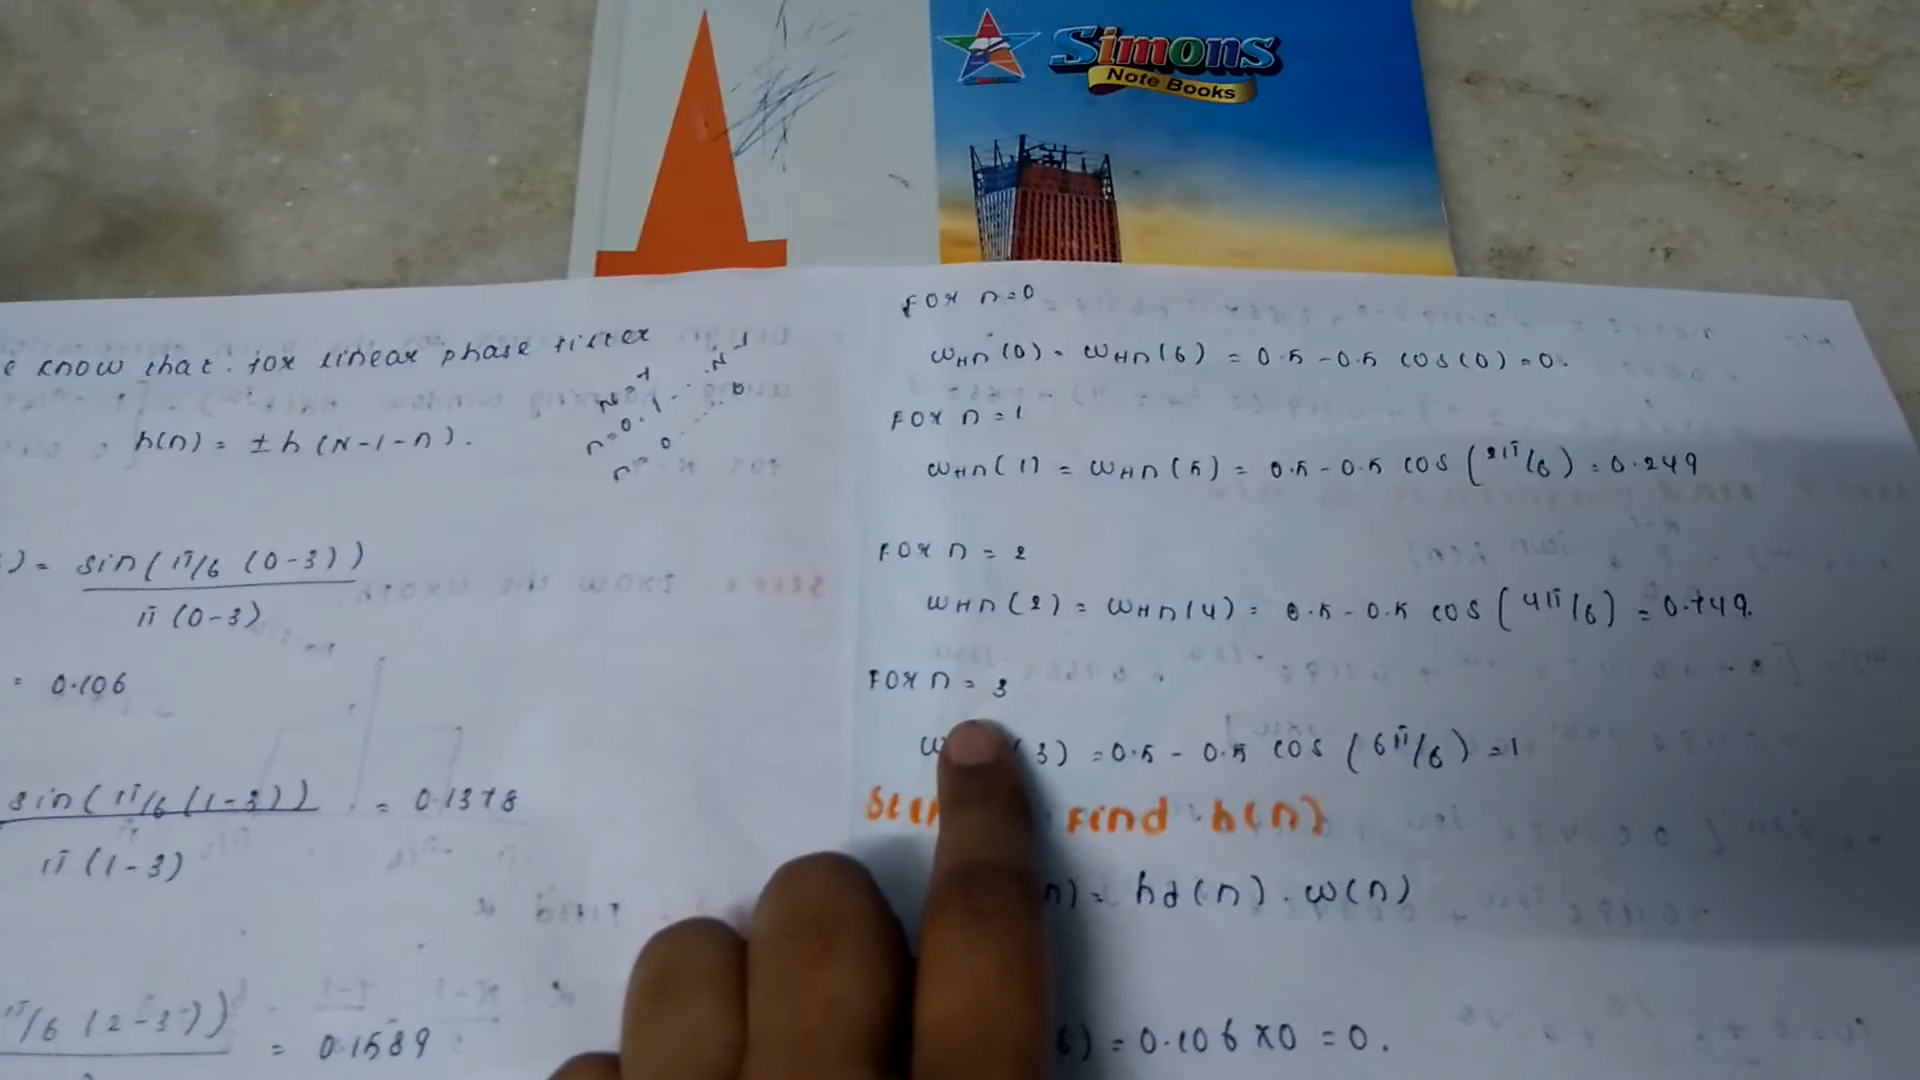 Simons
Note Books
e know that for linear phase filter
h(n) = ± h (N-1-n).
) = sin(π/6 (0-3))
π (0-3)
= 0.106
sin(π/6 (1-3)) = 0.1378
π (1-3)
π/6 (2-3))
= 0.1589
For n=0
WHn(0) = WHn(6) = 0.5-0.5 cos(0)=0.
For n=1
WHn(1) = WHn(5) = 0.5-0.5 cos(2π/6) = 0.249
For n = 2
WHn(2) = WHn(4) = 0.5-0.5 cos(4π/6) = 0.749.
For n = 3
W 3) = 0.5 - 0.5 cos (6π/6) = 1
Find h(n)
n) = hd(n) . w(n)
6) = 0.106 x0 = 0.